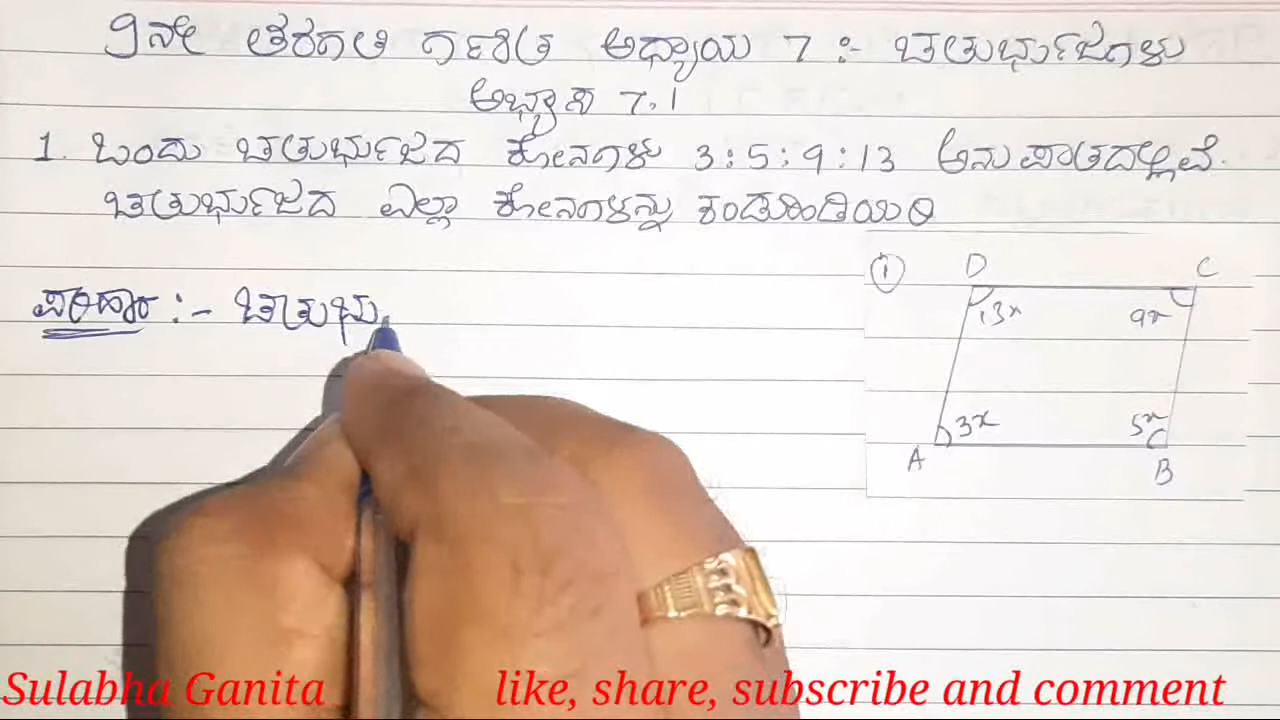 9ನೇ ತರಗತಿ ಗಣಿತ ಅಧ್ಯಾಯ 7 :- ಚತುರ್ಭುಜಗಳು
ಅಭ್ಯಾಸ 7.1
1. ಒಂದು ಚತುರ್ಭುಜದ ಕೋನಗಳು 3:5:9:13 ಅನುಪಾತದಲ್ಲಿವೆ.
ಚತುರ್ಭುಜದ ಎಲ್ಲಾ ಕೋನಗಳನ್ನು ಕಂಡುಹಿಡಿಯಿರಿ
ಪರಿಹಾರ :- ಚತುಭು
① D C
13x 9x
3x 5x
A B
Sulabha Ganita like, share, subscribe and comment